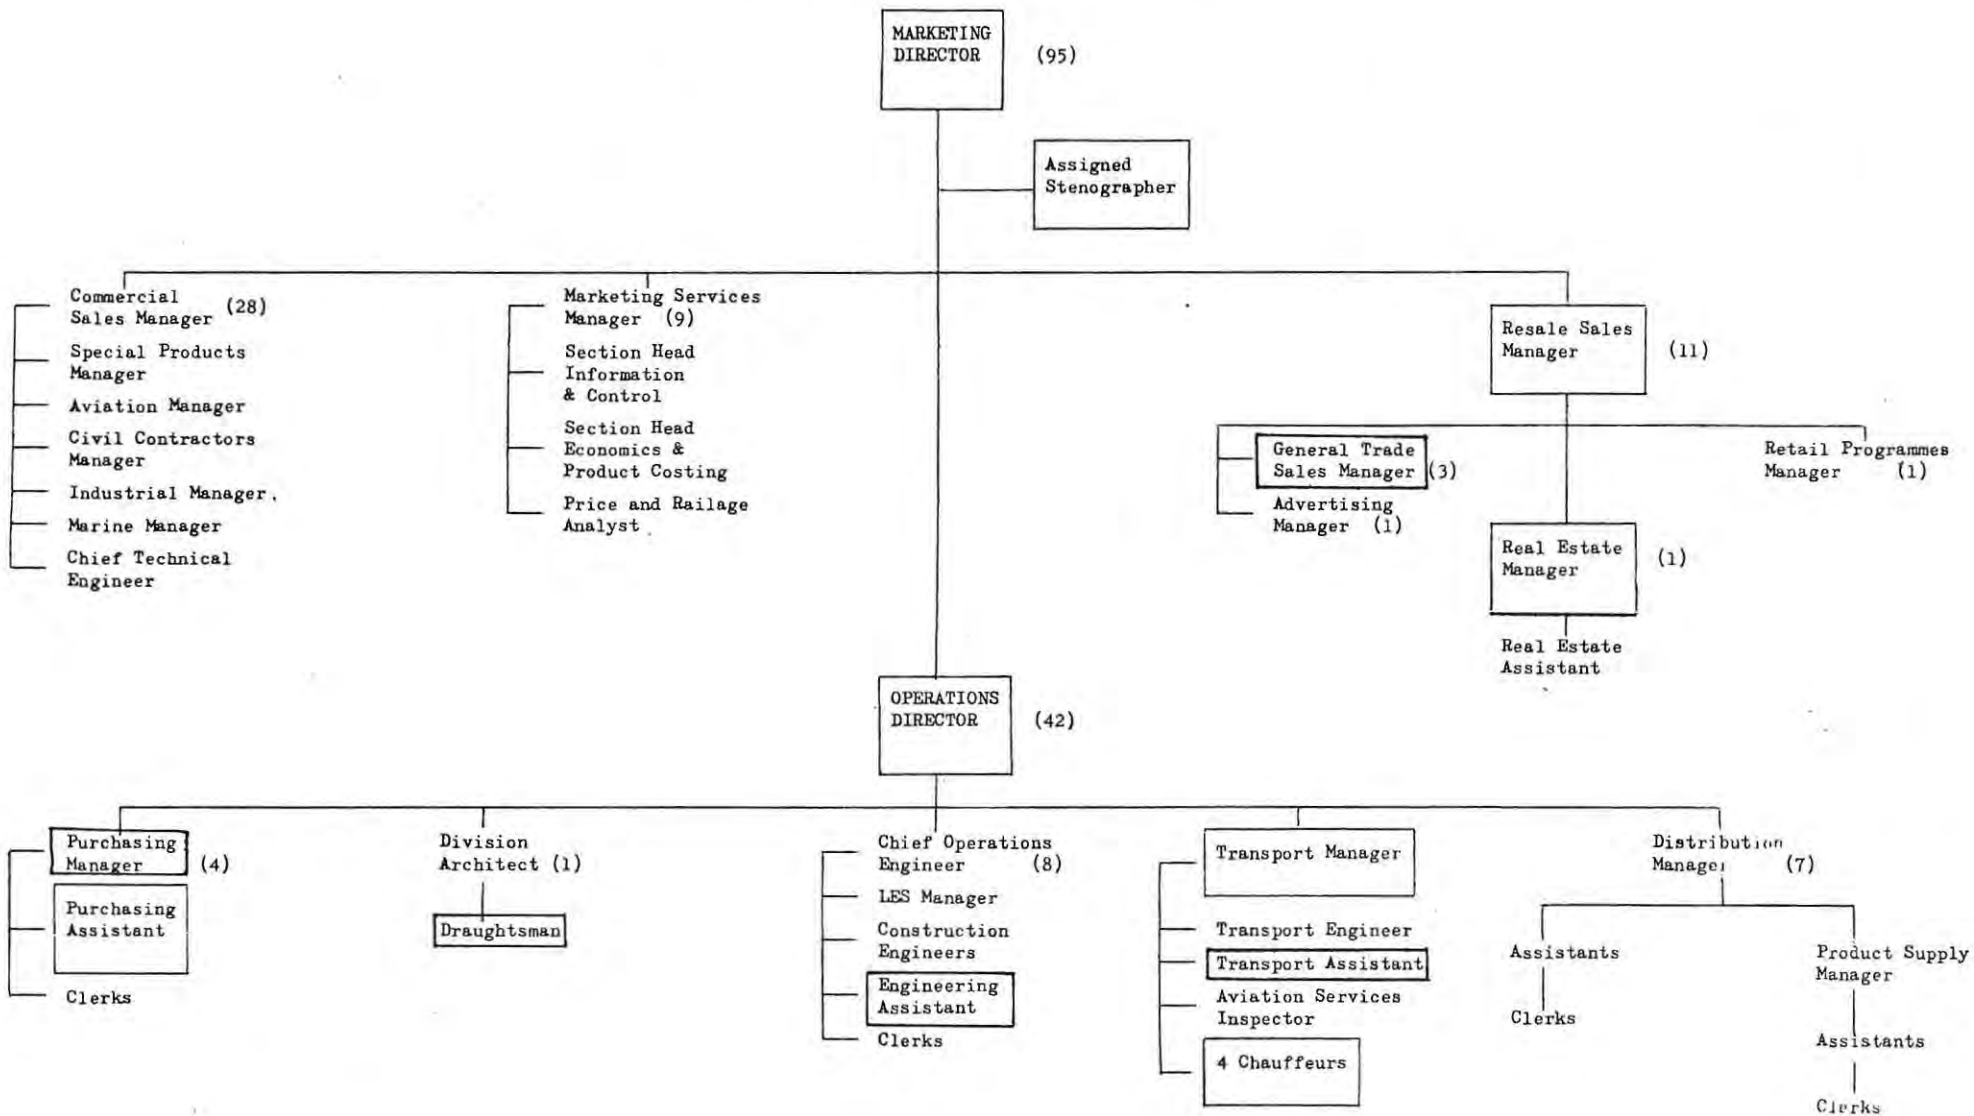 MARKETING
DIRECTOR (95)
Assigned
Stenographer
Commercial
Sales Manager (28)
Special Products
Manager
Aviation Manager
Civil Contractors
Manager
Industrial Manager.
Marine Manager
Chief Technical
Engineer
Marketing Services
Manager (9)
Section Head
Information
& Control
Section Head
Economics &
Product Costing
Price and Railage
Analyst
Resale Sales
Manager (11)
General Trade
Sales Manager (3)
Advertising
Manager (1)
Retail Programmes
Manager (1)
Real Estate
Manager (1)
Real Estate
Assistant
OPERATIONS
DIRECTOR (42)
Purchasing
Manager (4)
Purchasing
Assistant
Clerks
Division
Architect (1)
Draughtsman
Chief Operations
Engineer (8)
LES Manager
Construction
Engineers
Engineering
Assistant
Clerks
Transport Manager
Transport Engineer
Transport Assistant
Aviation Services
Inspector
4 Chauffeurs
Distribution
Manager (7)
Assistants
Clerks
Product Supply
Manager
Assistants
Clerks